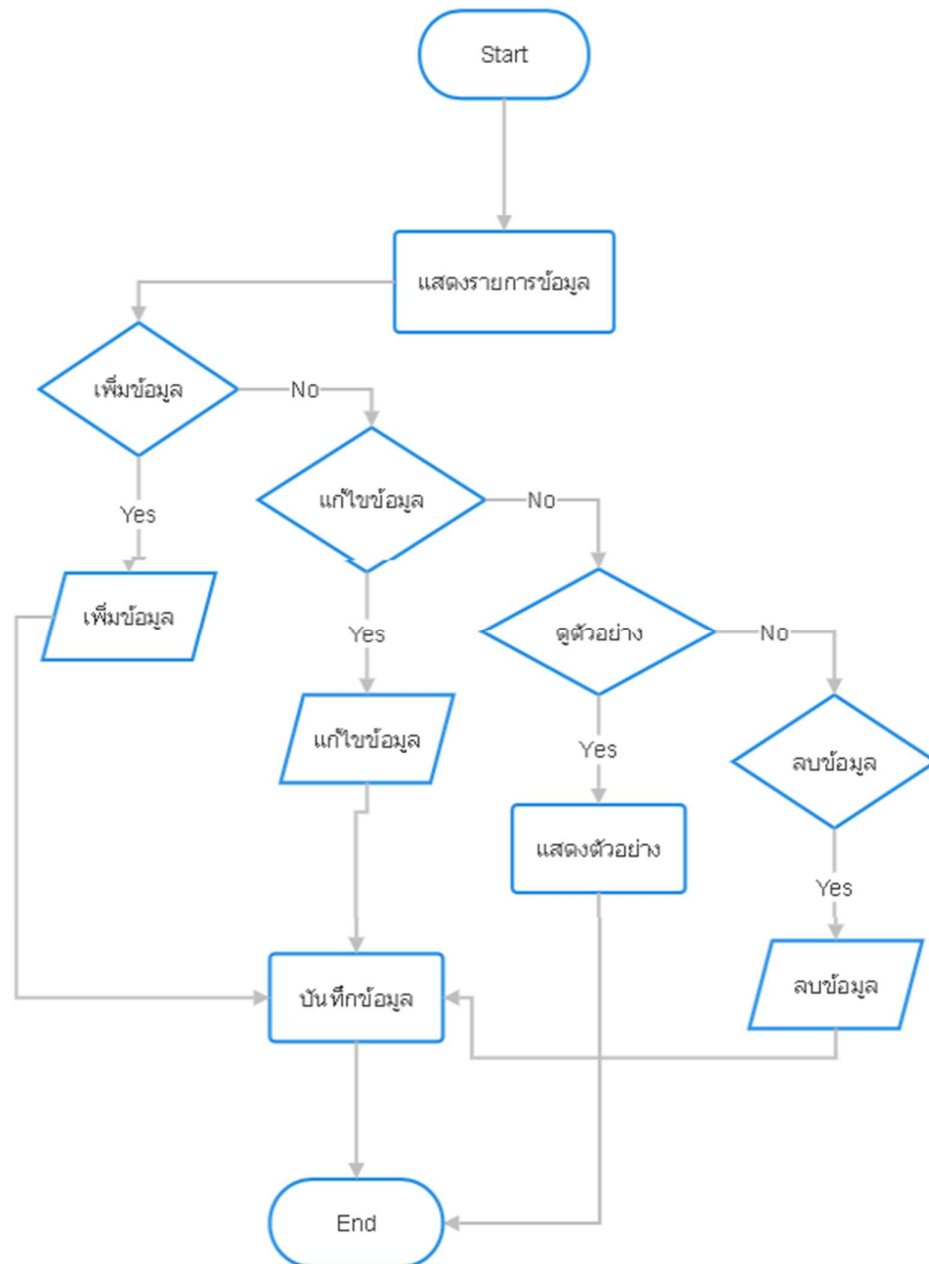 Start
แสดงรายการข้อมูล
เพิ่มข้อมูล
No
แก้ไขข้อมูล
No
Yes
เพิ่มข้อมูล
ดูตัวอย่าง
No
Yes
แก้ไขข้อมูล
Yes
ลบข้อมูล
แสดงตัวอย่าง
Yes
ลบข้อมูล
บันทึกข้อมูล
End